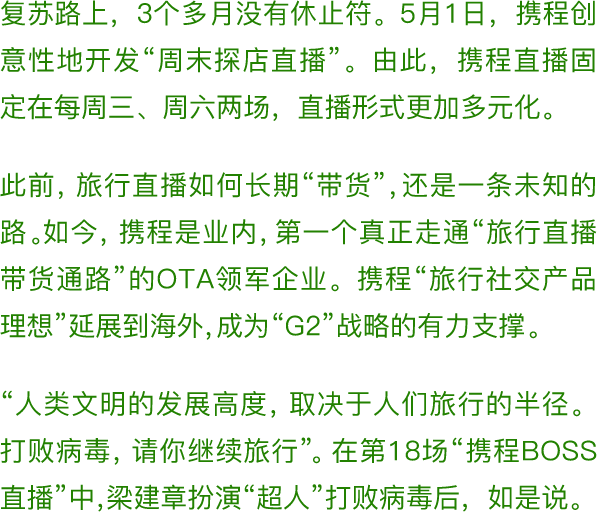 复苏路上，3个多月没有休止符。5月1日，携程创
意性地开发“周末探店直播”。由此，携程直播固
定在每周三、周六两场，直播形式更加多元化。
此前，旅行直播如何长期“带货”，还是一条未知的
路。如今，携程是业内，第一个真正走通“旅行直播
带货通路”的OTA领军企业。携程“旅行社交产品
理想”延展到海外，成为“G2”战略的有力支撑。
“人类文明的发展高度，取决于人们旅行的半径。
打败病毒，请你继续旅行”。在第18场“携程BOSS
直播”中，梁建章扮演“超人”打败病毒后，如是说。